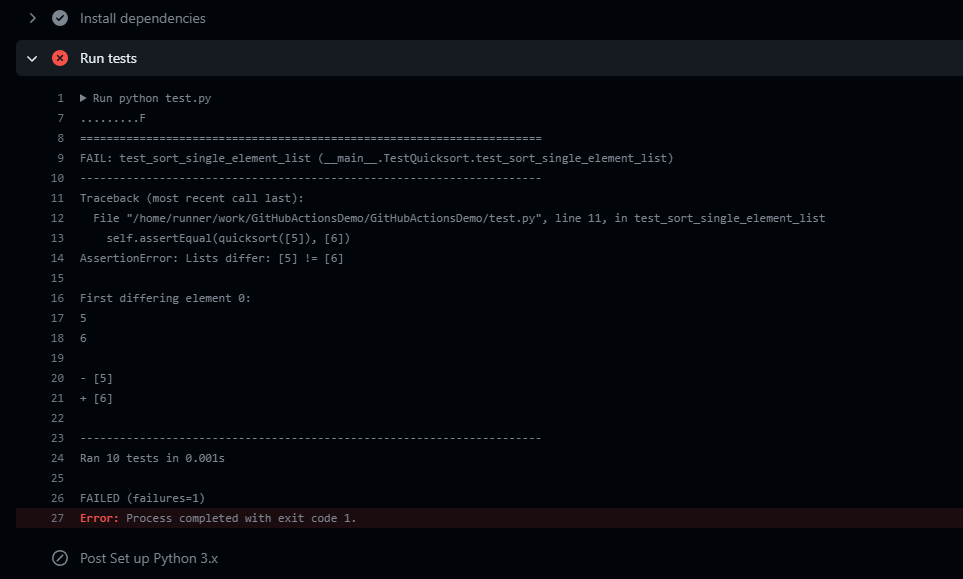 Install dependencies
Run tests
1 ▶ Run python test.py
7 .........F
8 ======================================================================
9 FAIL: test_sort_single_element_list (__main__.TestQuicksort.test_sort_single_element_list)
10 ----------------------------------------------------------------------
11 Traceback (most recent call last):
12   File "/home/runner/work/GitHubActionsDemo/GitHubActionsDemo/test.py", line 11, in test_sort_single_element_list
13     self.assertEqual(quicksort([5]), [6])
14 AssertionError: Lists differ: [5] != [6]
15
16 First differing element 0:
17 5
18 6
19
20 - [5]
21 + [6]
22
23 ----------------------------------------------------------------------
24 Ran 10 tests in 0.001s
25
26 FAILED (failures=1)
27 Error: Process completed with exit code 1.
Post Set up Python 3.x